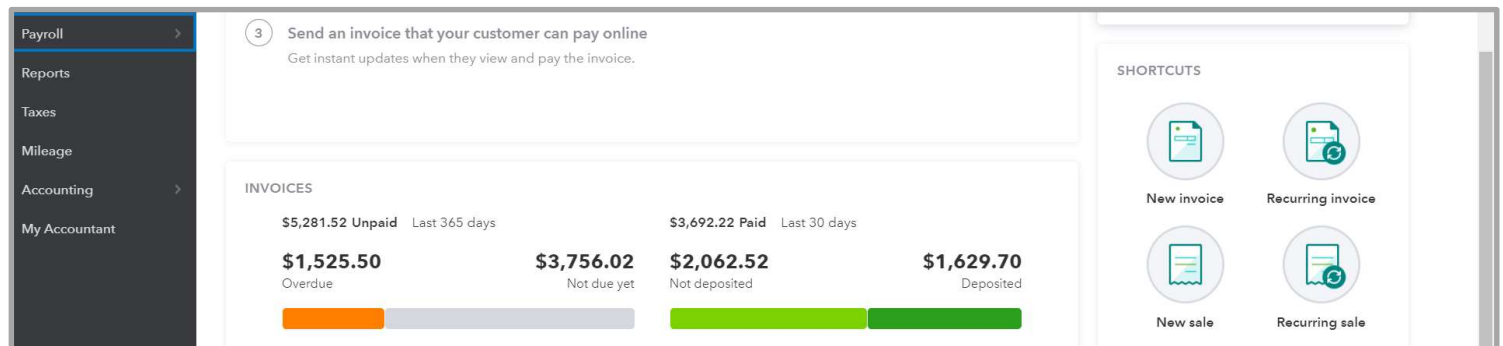 Payroll
Reports
Taxes
Mileage
Accounting
My Accountant
3 Send an invoice that your customer can pay online
Get instant updates when they view and pay the invoice.
INVOICES
$5,281.52 Unpaid Last 365 days
$3,692.22 Paid Last 30 days
$1,525.50
$3,756.02
$2,062.52
$1,629.70
Overdue
Not due yet
Not deposited
Deposited
SHORTCUTS
New invoice
Recurring invoice
New sale
Recurring sale